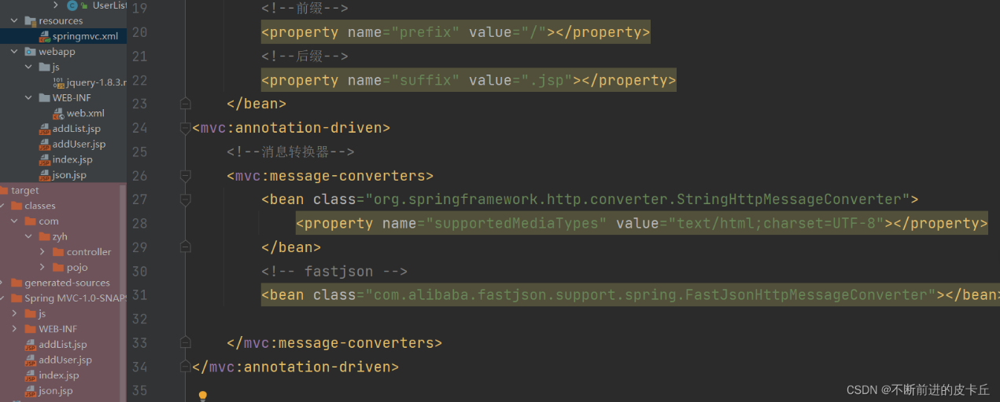 UserList
resources
springmvc.xml
webapp
js
jquery-1.8.3.r
WEB-INF
web.xml
addList.jsp
addUser.jsp
index.jsp
json.jsp
target
classes
com
zyh
controller
pojo
generated-sources
Spring MVC-1.0-SNAPS
js
WEB-INF
addList.jsp
addUser.jsp
index.jsp
json.jsp
19 <!--前缀-->
20 <property name="prefix" value="/"></property>
21 <!--后缀-->
22 <property name="suffix" value=".jsp"></property>
23 </bean>
24 <mvc:annotation-driven>
25 <!--消息转换器-->
26 <mvc:message-converters>
27 <bean class="org.springframework.http.converter.StringHttpMessageConverter">
28 <property name="supportedMediaTypes" value="text/html;charset=UTF-8"></property>
29 </bean>
30 <!-- fastjson -->
31 <bean class="com.alibaba.fastjson.support.spring.FastJsonHttpMessageConverter"></bean>
32
33 </mvc:message-converters>
34 </mvc:annotation-driven>
35
CSDN @不断前进的皮卡丘